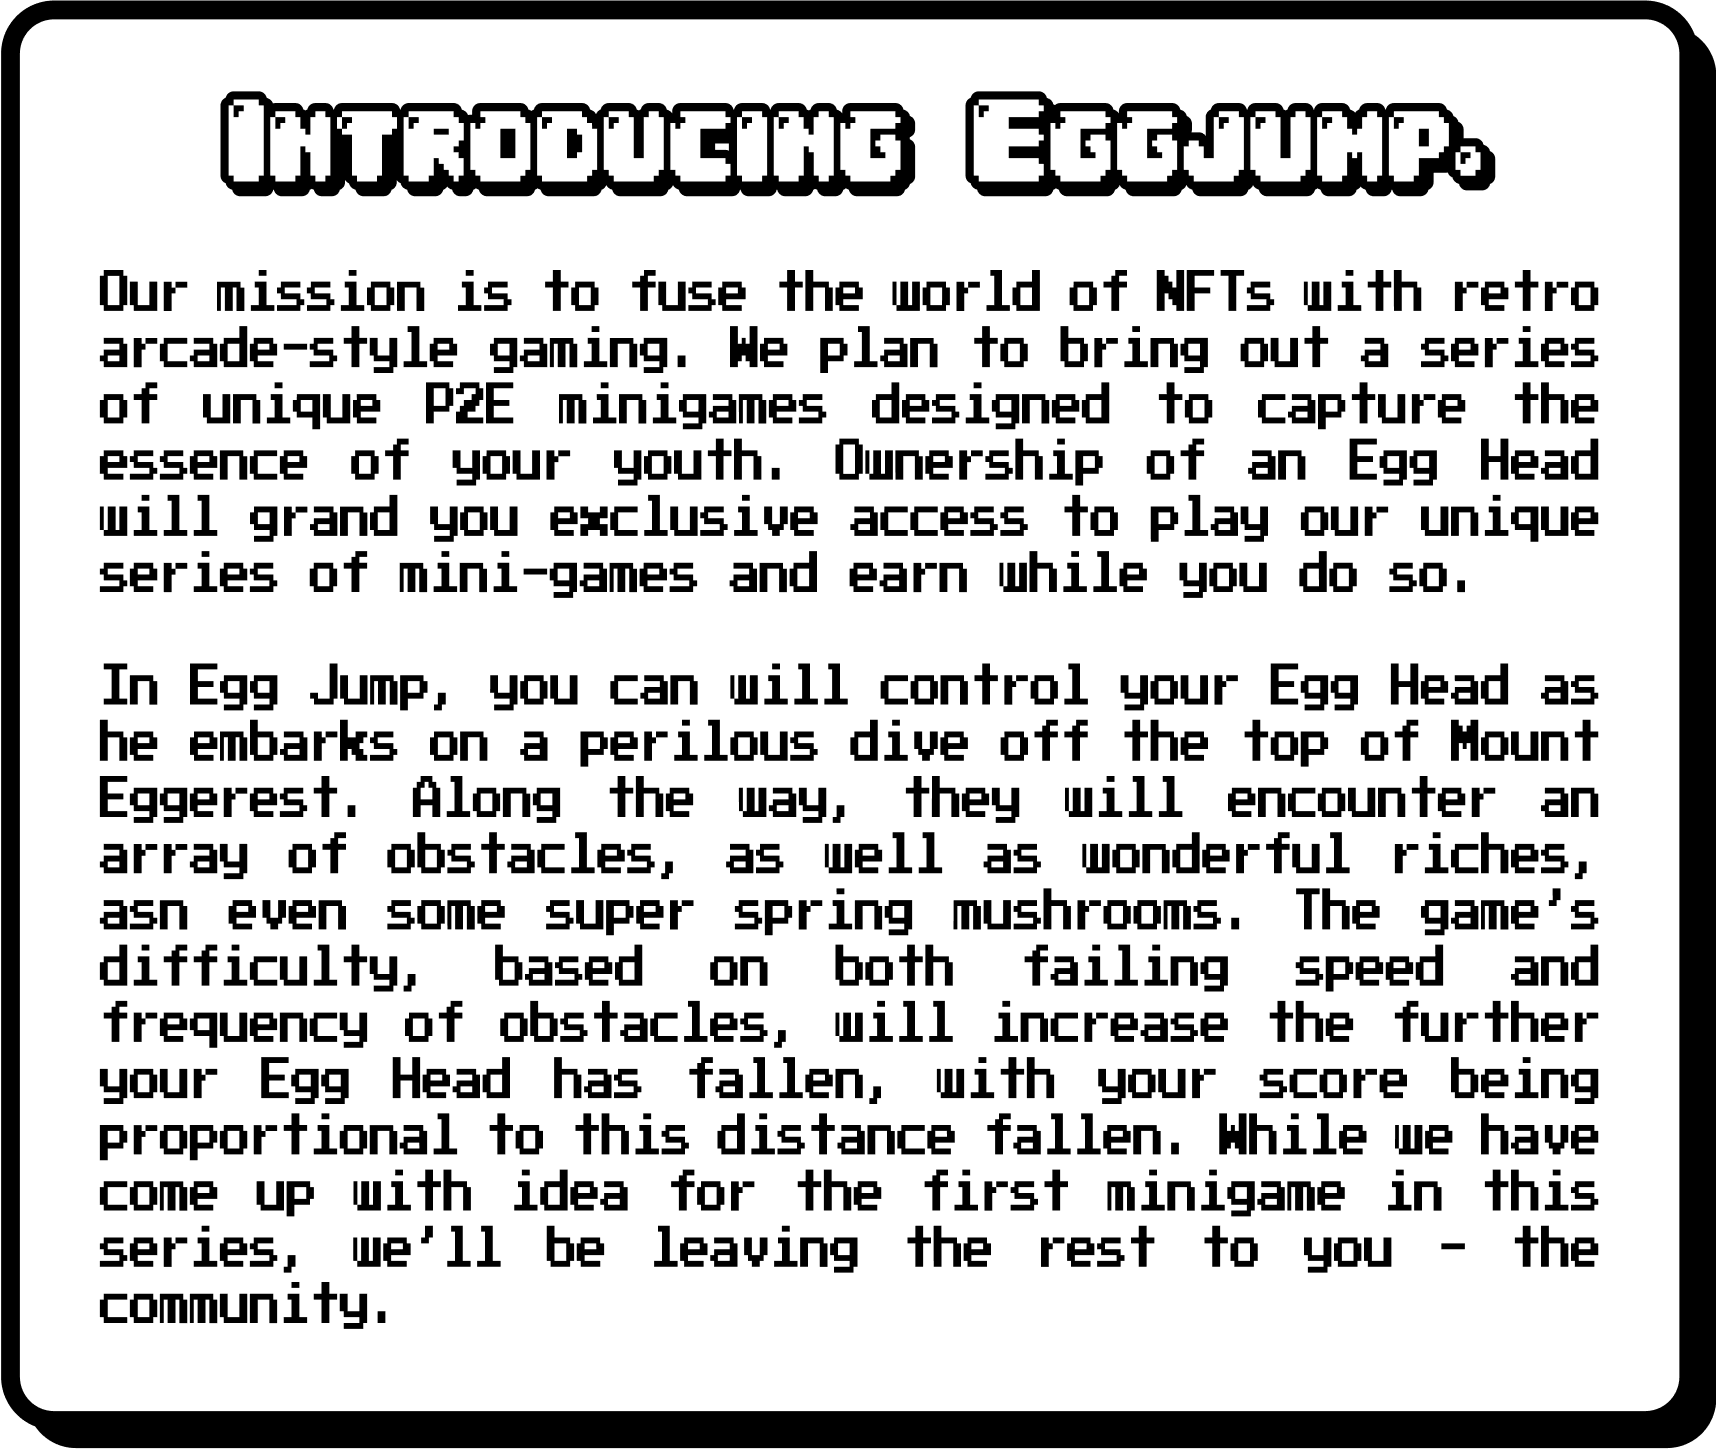 Introducing Eggjump.
Our mission is to fuse the world of NFTs with retro
arcade-style gaming. We plan to bring out a series
of unique P2E minigames designed to capture the
essence of your youth. Ownership of an Egg Head
will grand you exclusive access to play our unique
series of mini-games and earn while you do so.
In Egg Jump, you can will control your Egg Head as
he embarks on a perilous dive off the top of Mount
Eggerest. Along the way, they will encounter an
array of obstacles, as well as wonderful riches,
asn even some super spring mushrooms. The game's
difficulty, based on both failing speed and
frequency of obstacles, will increase the further
your Egg Head has fallen, with your score being
proportional to this distance fallen. While we have
come up with idea for the first minigame in this
series, we'll be leaving the rest to you - the
community.